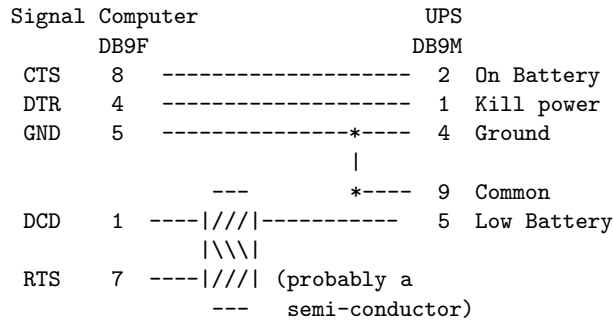 Signal Computer                     UPS
        DB9F                     DB9M
 CTS    8   --------------------  2  On Battery
 DTR    4   --------------------  1  Kill power
 GND    5   ---------------*----  4  Ground
                           |
                ---        *----  9  Common
 DCD    1   ----|///|-----------  5  Low Battery
                |\\\|
 RTS    7   ----|///| (probably a
                ---   semi-conductor)